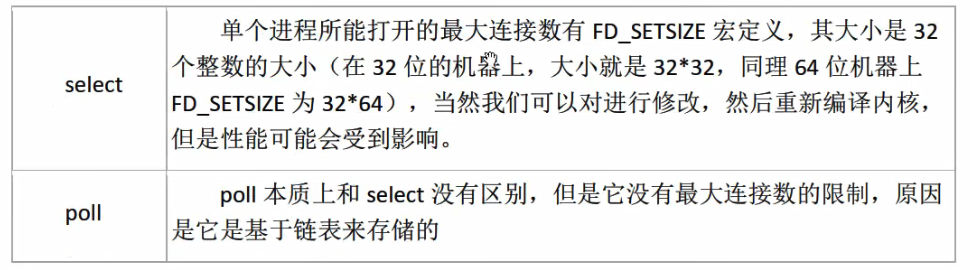 select
单个进程所能打开的最大连接数有 FD_SETSIZE 宏定义，其大小是 32
个整数的大小（在 32 位的机器上，大小就是 32*32，同理 64 位机器上
FD_SETSIZE 为 32*64），当然我们可以对进行修改，然后重新编译内核，
但是性能可能会受到影响。
poll
poll 本质上和 select 没有区别，但是它没有最大连接数的限制，原因
是它是基于链表来存储的